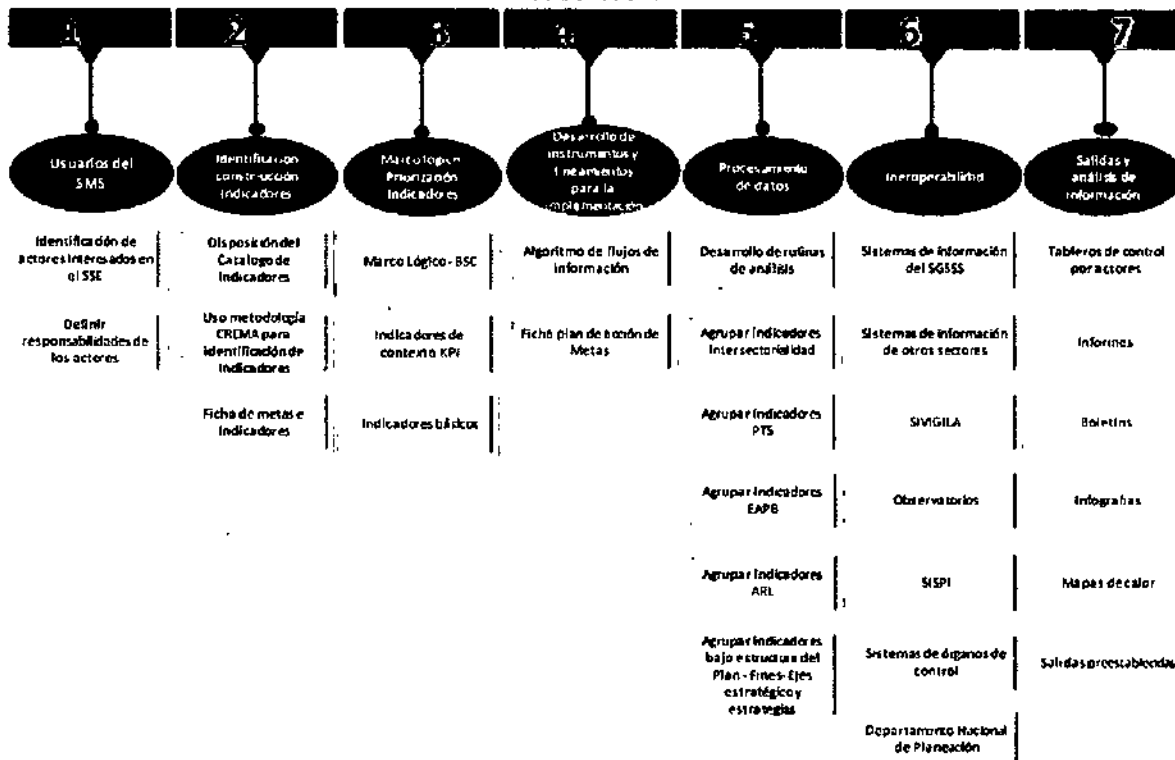 1
2
3
4
5
6
7
Usuarios del
SMS
Identificación
construcción
Indicadores
Marco lógico
Priorización
Indicadores
Desarrollo de
instrumentos y
lineamientos
para la
implementación
Procesamiento
de datos
Ineroperabilidad
Salidas y
análisis de
información
Identificación de
actores interesados en
el SSE
Definir
responsabilidades de
los actores
Disposición del
Catalogo de
Indicadores
Uso metodología
CREMA para
identificación de
Indicadores
Ficha de metas e
Indicadores
Marco Lógico - BSC
Indicadores de
contexto KPI
Indicadores básicos
Algoritmo de flujos de
información
Ficha plan de acción de
Metas
Desarrollo de rutinas
de análisis
Agrupar Indicadores
Intersectorialidad
Agrupar Indicadores
PTS
Agrupar Indicadores
EAPB
Agrupar Indicadores
ARL
Agrupar Indicadores
bajo estructura del
Plan - Fines- Ejes
estratégico y
estrategias
Sistemas de información
del SGSSS
Sistemas de información
de otros sectores
SIVIGILA
Observatorios
SISPI
Sistemas de órganos de
control
Departamento Nacional
de Planeación
Tableros de control
por actores
Informes
Boletins
Infografias
Mapas de calor
Salidas preestablecidas